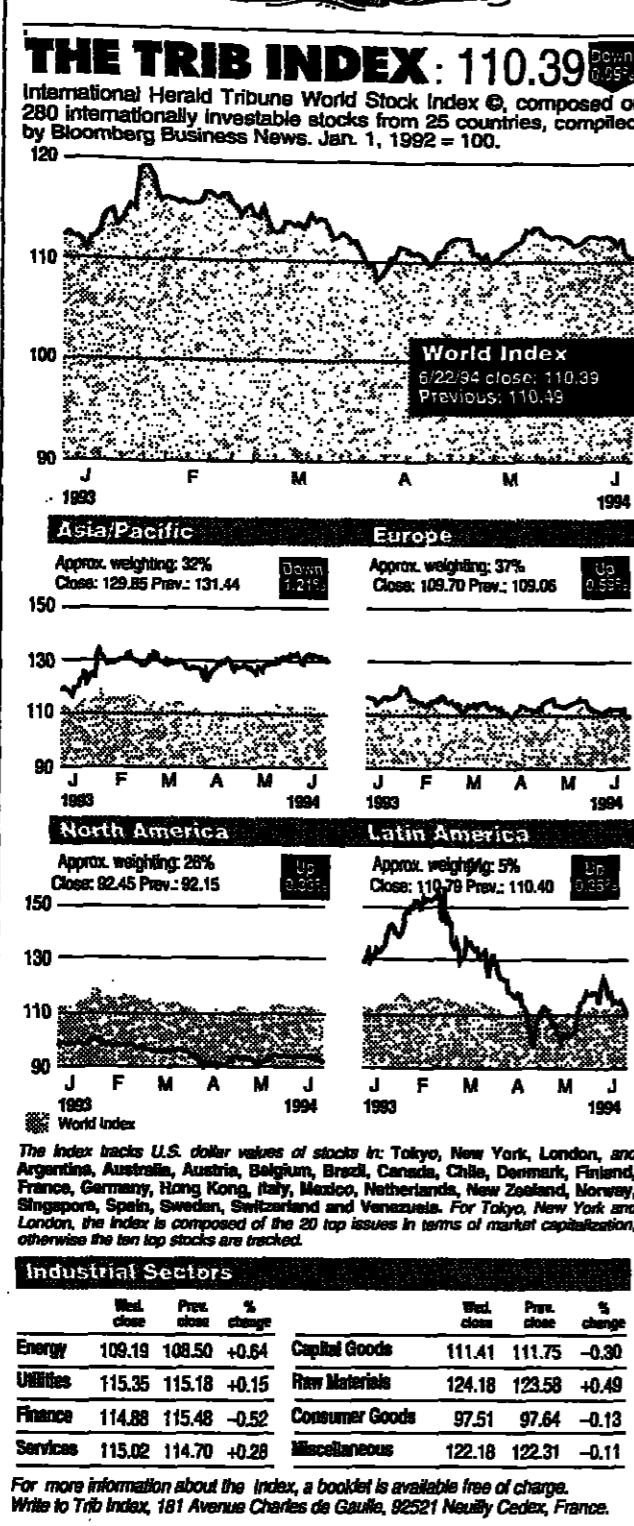 THE TRIB INDEX: 110.39 Down
International Herald Tribune World Stock Index ©, composed of
280 internationally investable stocks from 25 countries, compiled
by Bloomberg Business News. Jan. 1, 1992 = 100.
120
110
100
90
World Index
6/22/94 close: 110.39
Previous: 110.49
J F M A M J
1993 1994
Asia/Pacific
Approx. weighting: 32%
Close: 129.85 Prev.: 131.44
Down
1.21%
150
130
110
90
J F M A M J
1993 1994
Europe
Approx. weighting: 37%
Close: 109.70 Prev.: 109.06
Up
0.59%
J F M A M J
1993 1994
North America
Approx. weighting: 26%
Close: 92.45 Prev.: 92.15
Up
150
130
110
90
J F M A M J
1993 1994
World Index
Latin America
Approx. weighting: 5%
Close: 110.79 Prev.: 110.40
Up
J F M A M J
1993 1994
The index tracks U.S. dollar values of stocks in: Tokyo, New York, London, and
Argentina, Australia, Austria, Belgium, Brazil, Canada, Chile, Denmark, Finland,
France, Germany, Hong Kong, Italy, Mexico, Netherlands, New Zealand, Norway,
Singapore, Spain, Sweden, Switzerland and Venezuela. For Tokyo, New York and
London, the index is composed of the 20 top issues in terms of market capitalization,
otherwise the ten top stocks are tracked.
Industrial Sectors
Wed. close Prev. close % change Wed. close Prev. close % change
Energy 109.19 108.50 +0.64 Capital Goods 111.41 111.75 –0.30
Utilities 115.35 115.18 +0.15 Raw Materials 124.18 123.58 +0.49
Finance 114.88 115.48 –0.52 Consumer Goods 97.51 97.64 –0.13
Services 115.02 114.70 +0.28 Miscellaneous 122.18 122.31 –0.11
For more information about the Index, a booklet is available free of charge.
Write to Trib Index, 181 Avenue Charles de Gaulle, 92521 Neuilly Cedex, France.